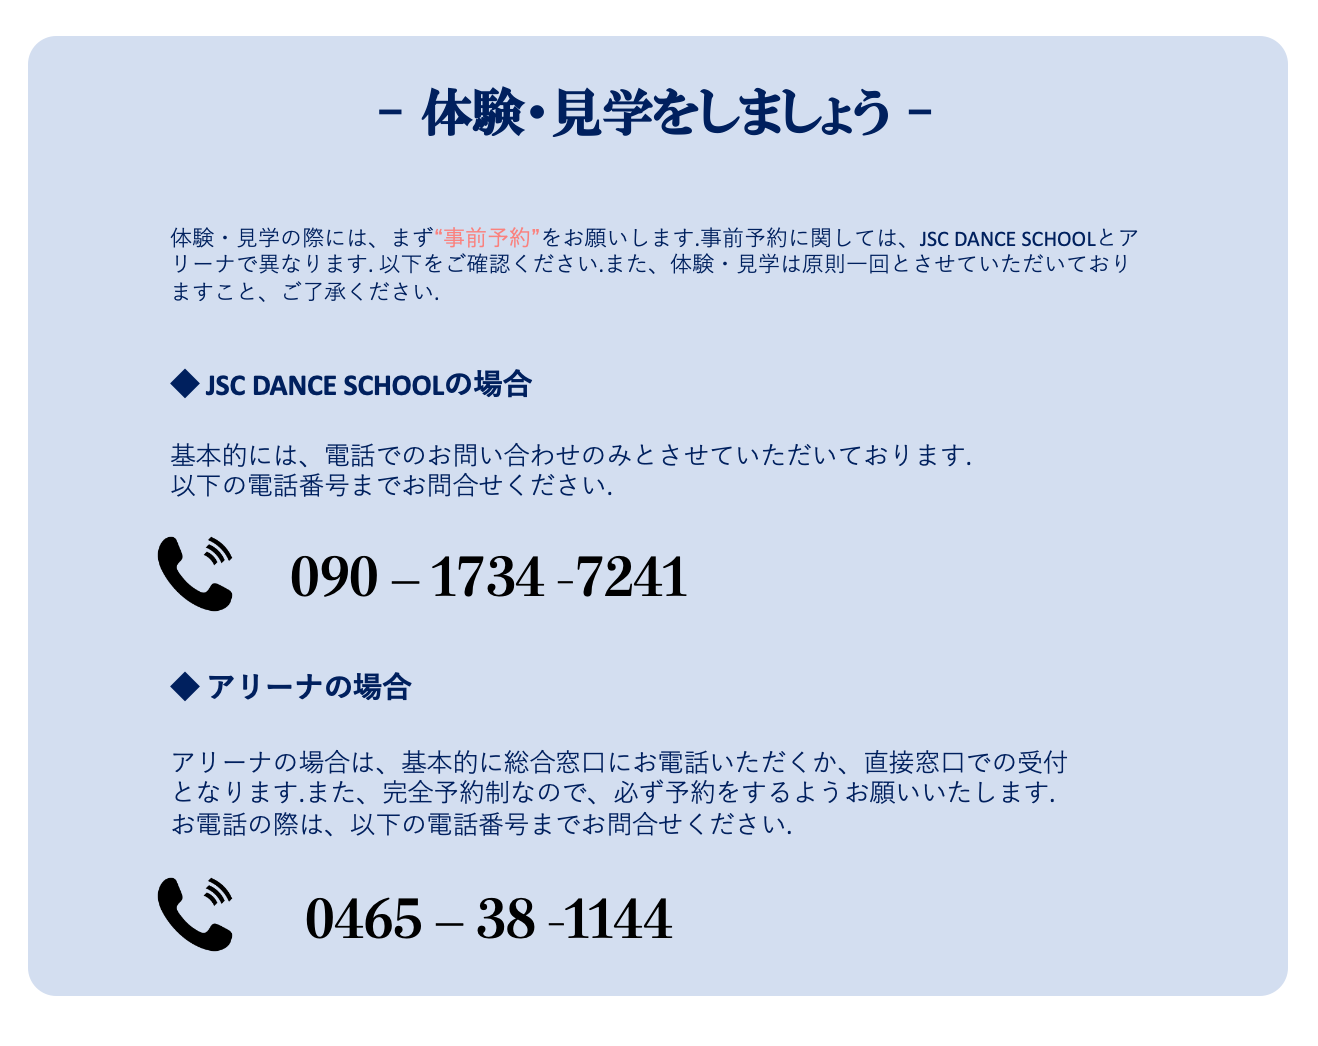 - 体験・見学をしましょう -
体験・見学の際には、まず“事前予約”をお願いします.事前予約に関しては、JSC DANCE SCHOOLとア
リーナで異なります. 以下をご確認ください.また、体験・見学は原則一回とさせていただいており
ますこと、ご了承ください.
◆ JSC DANCE SCHOOLの場合
基本的には、電話でのお問い合わせのみとさせていただいております.
以下の電話番号までお問合せください.
090 – 1734 -7241
◆ アリーナの場合
アリーナの場合は、基本的に総合窓口にお電話いただくか、直接窓口での受付
となります.また、完全予約制なので、必ず予約をするようお願いいたします.
お電話の際は、以下の電話番号までお問合せください.
0465 – 38 -1144